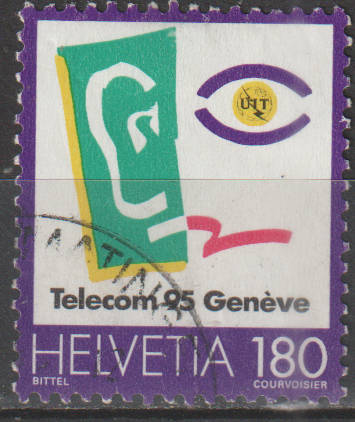 UIT
Telecom 95 Genève
HELVETIA 180
BITTEL COURVOISIER